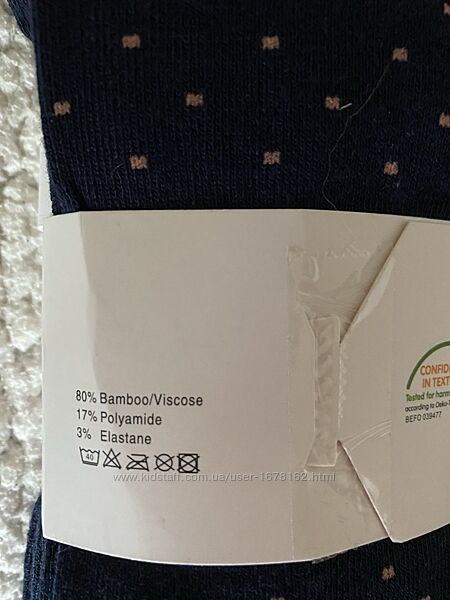 80% Bamboo/Viscose
17% Polyamide
3% Elastane
40
www.kidstaff.com.ua/user-1678162.html
CONFID
IN TEXT
Tested for harm
according to Oeko-T
BEFO 039477